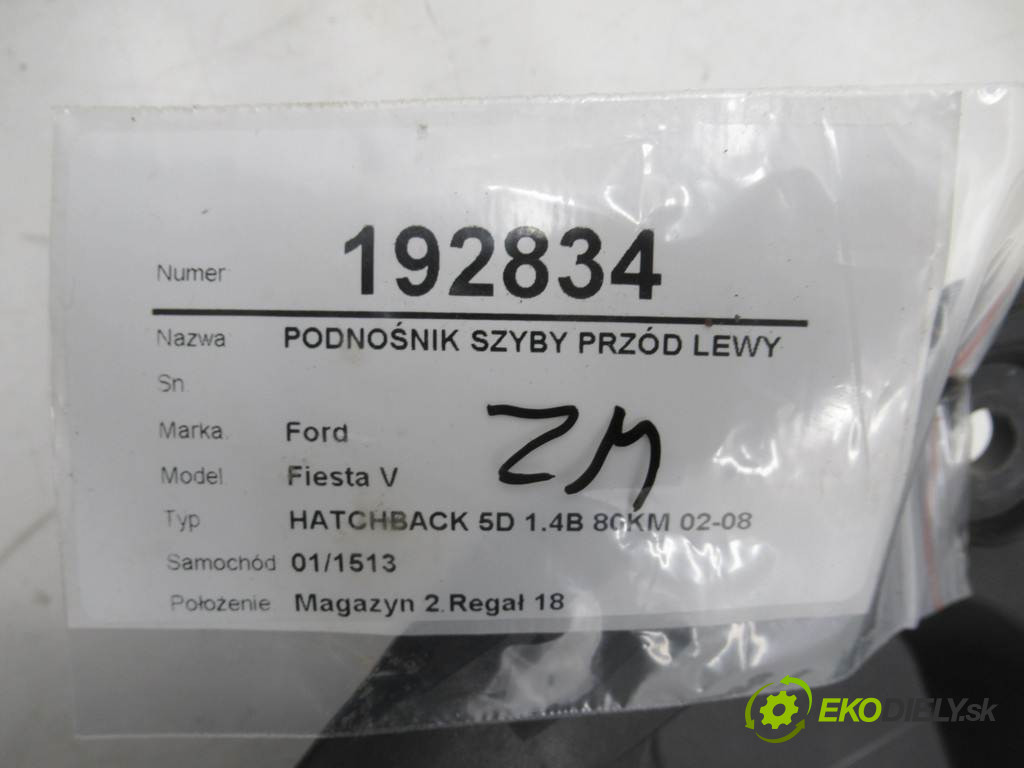 Numer 192834
Nazwa PODNOŚNIK SZYBY PRZÓD LEWY
Sn
Marka Ford
ZM
Model Fiesta V
Typ HATCHBACK 5D 1.4B 80KM 02-08
Samochód 01/1513
Położenie Magazyn 2.Regał 18
EKODIELY.sk